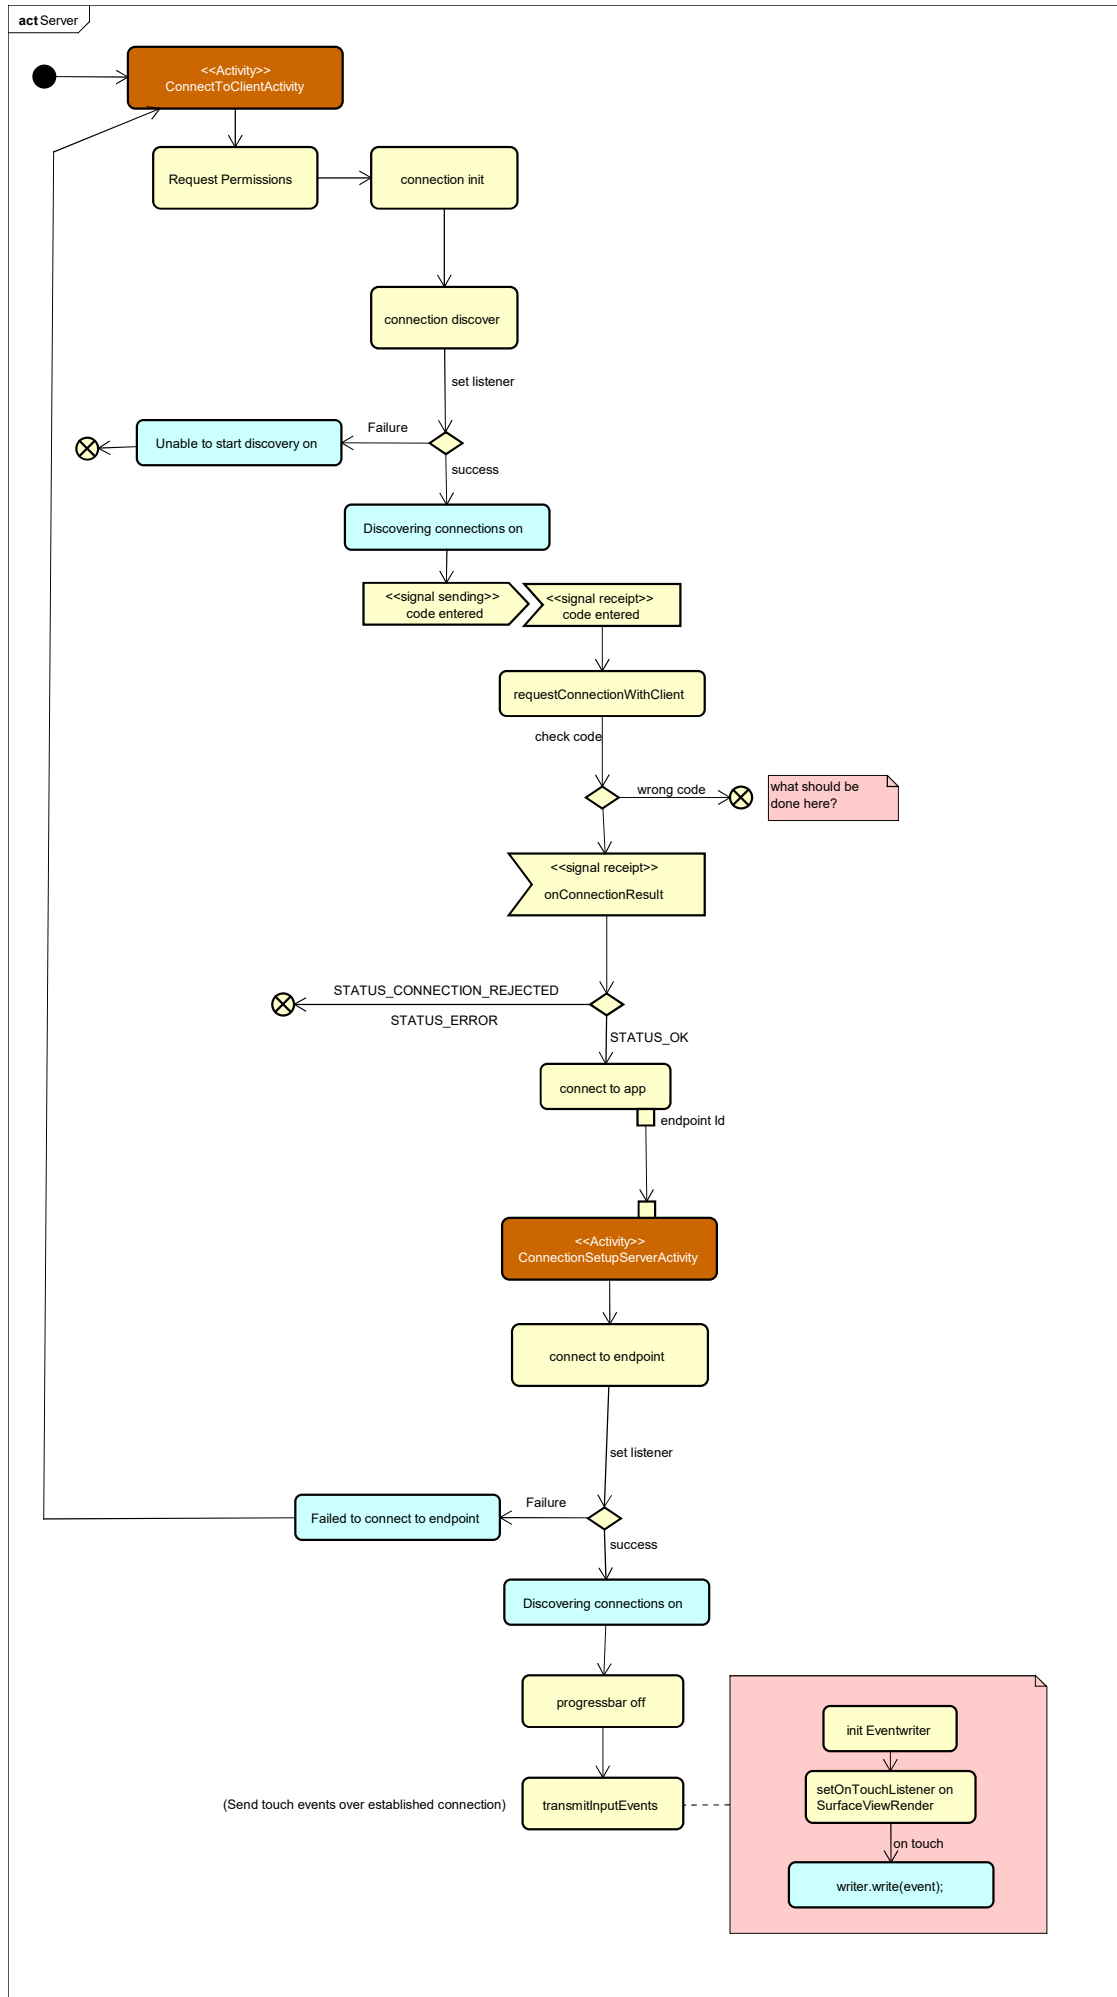 act Server
<<Activity>>
ConnectToClientActivity
Request Permissions
connection init
connection discover
set listener
Failure
Unable to start discovery on
success
Discovering connections on
<<signal sending>>
code entered
<<signal receipt>>
code entered
requestConnectionWithClient
check code
wrong code
what should be
done here?
<<signal receipt>>
onConnectionResult
STATUS_CONNECTION_REJECTED
STATUS_ERROR
STATUS_OK
connect to app
endpoint Id
<<Activity>>
ConnectionSetupServerActivity
connect to endpoint
set listener
Failure
Failed to connect to endpoint
success
Discovering connections on
progressbar off
(Send touch events over established connection)
transmitInputEvents
init Eventwriter
setOnTouchListener on
SurfaceViewRender
on touch
writer.write(event);